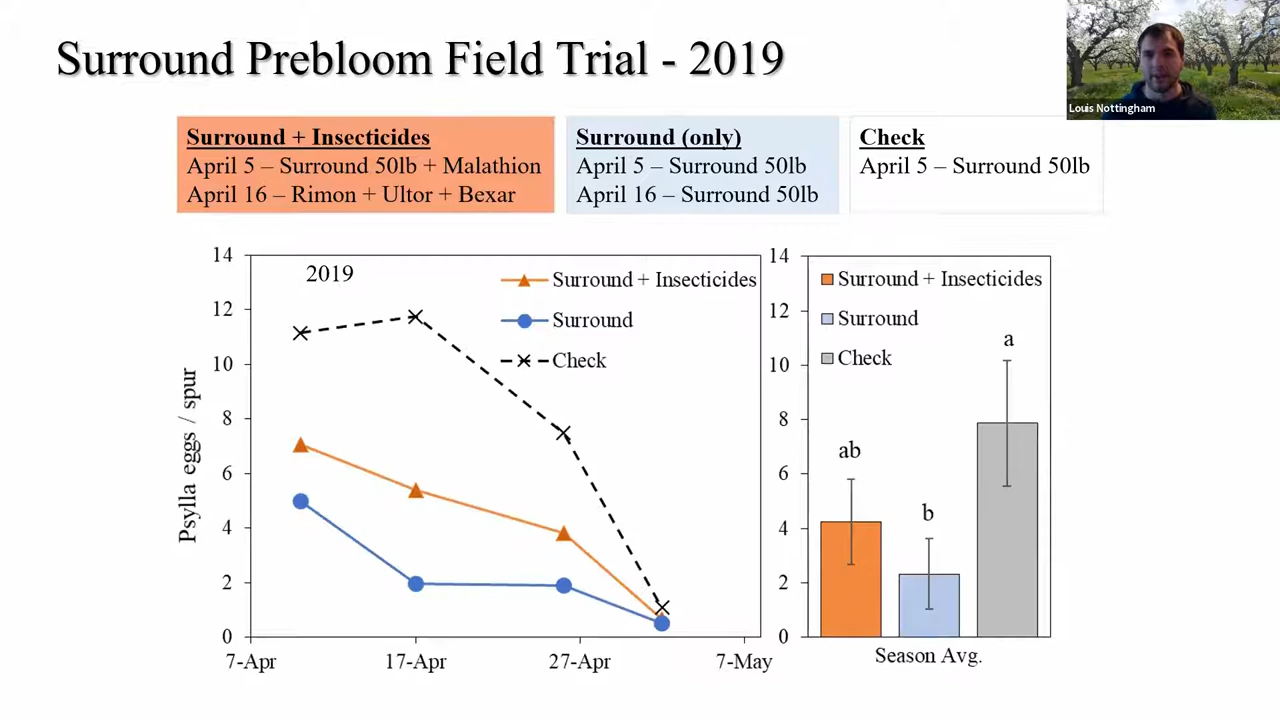 Surround Prebloom Field Trial - 2019
Louis Nottingham
Surround + Insecticides
April 5 – Surround 50lb + Malathion
April 16 – Rimon + Ultor + Bexar
Surround (only)
April 5 – Surround 50lb
April 16 – Surround 50lb
Check
April 5 – Surround 50lb
Psylla eggs / spur
14
12
10
8
6
4
2
0
2019
Surround + Insecticides
Surround
Check
7-Apr
17-Apr
27-Apr
7-May
14
12
10
8
6
4
2
0
Surround + Insecticides
Surround
Check
ab
b
a
Season Avg.